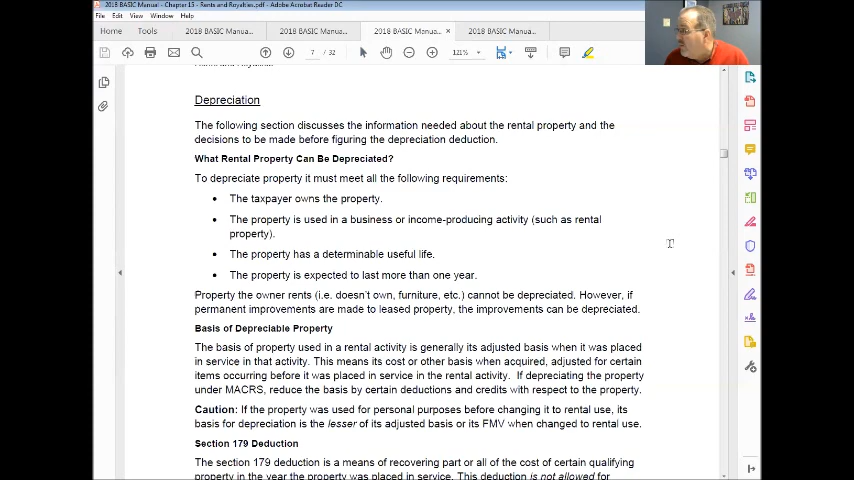 2018 BASIC Manual - Chapter 15 - Rents and Royalties.pdf - Adobe Acrobat Reader DC
File Edit View Window Help
Home Tools 2018 BASIC Manua... 2018 BASIC Manua... 2018 BASIC Manua... × 2018 BASIC Manua...
7 / 32 121%
Depreciation
The following section discusses the information needed about the rental property and the
decisions to be made before figuring the depreciation deduction.
What Rental Property Can Be Depreciated?
To depreciate property it must meet all the following requirements:
• The taxpayer owns the property.
• The property is used in a business or income-producing activity (such as rental
property).
• The property has a determinable useful life.
• The property is expected to last more than one year.
Property the owner rents (i.e. doesn't own, furniture, etc.) cannot be depreciated. However, if
permanent improvements are made to leased property, the improvements can be depreciated.
Basis of Depreciable Property
The basis of property used in a rental activity is generally its adjusted basis when it was placed
in service in that activity. This means its cost or other basis when acquired, adjusted for certain
items occurring before it was placed in service in the rental activity. If depreciating the property
under MACRS, reduce the basis by certain deductions and credits with respect to the property.
Caution: If the property was used for personal purposes before changing it to rental use, its
basis for depreciation is the lesser of its adjusted basis or its FMV when changed to rental use.
Section 179 Deduction
The section 179 deduction is a means of recovering part or all of the cost of certain qualifying
property in the year the property was placed in service. This deduction is not allowed for